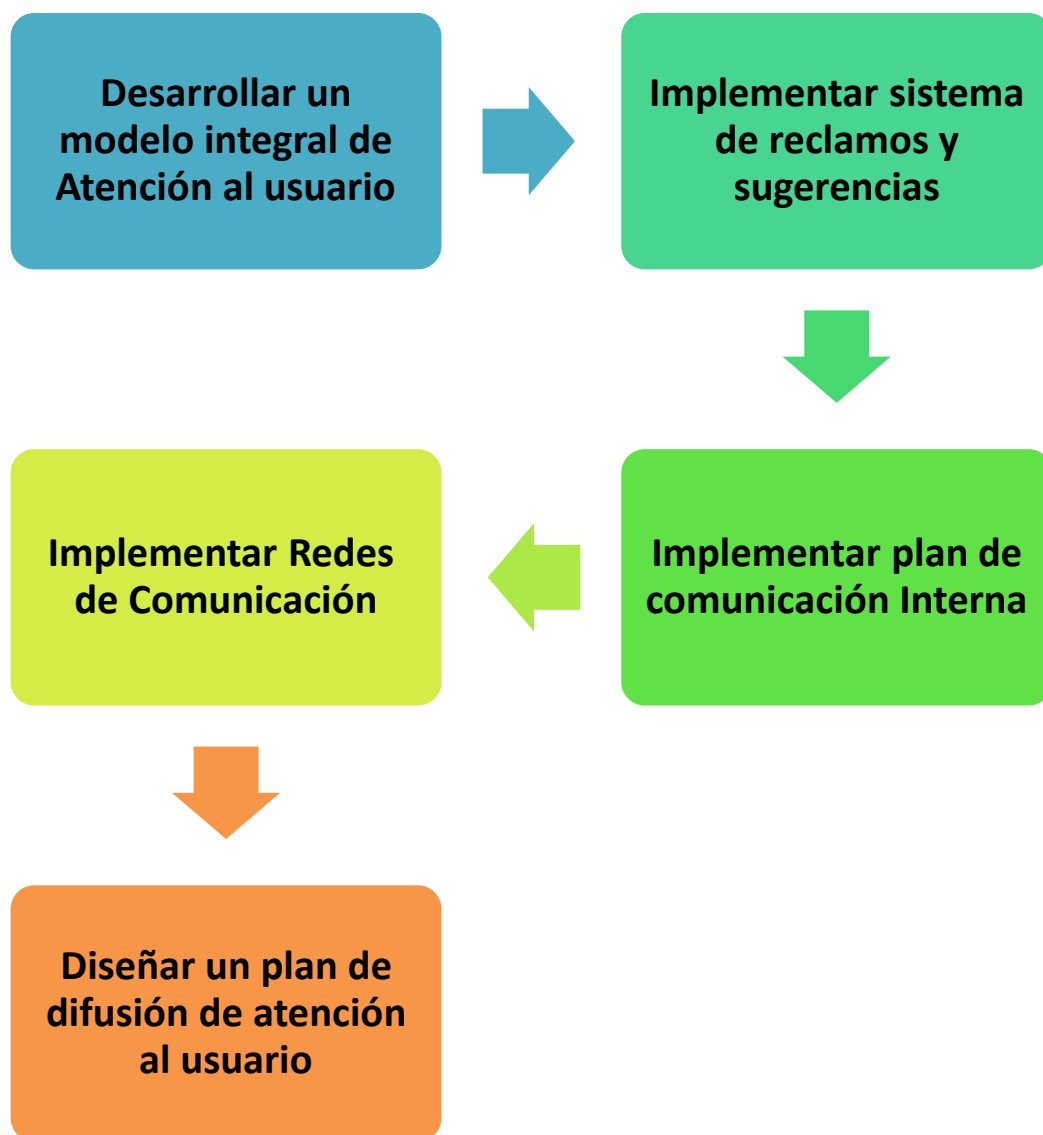 Desarrollar un
modelo integral de
Atención al usuario
Implementar sistema
de reclamos y
sugerencias
Implementar plan de
comunicación Interna
Implementar Redes
de Comunicación
Diseñar un plan de
difusión de atención
al usuario